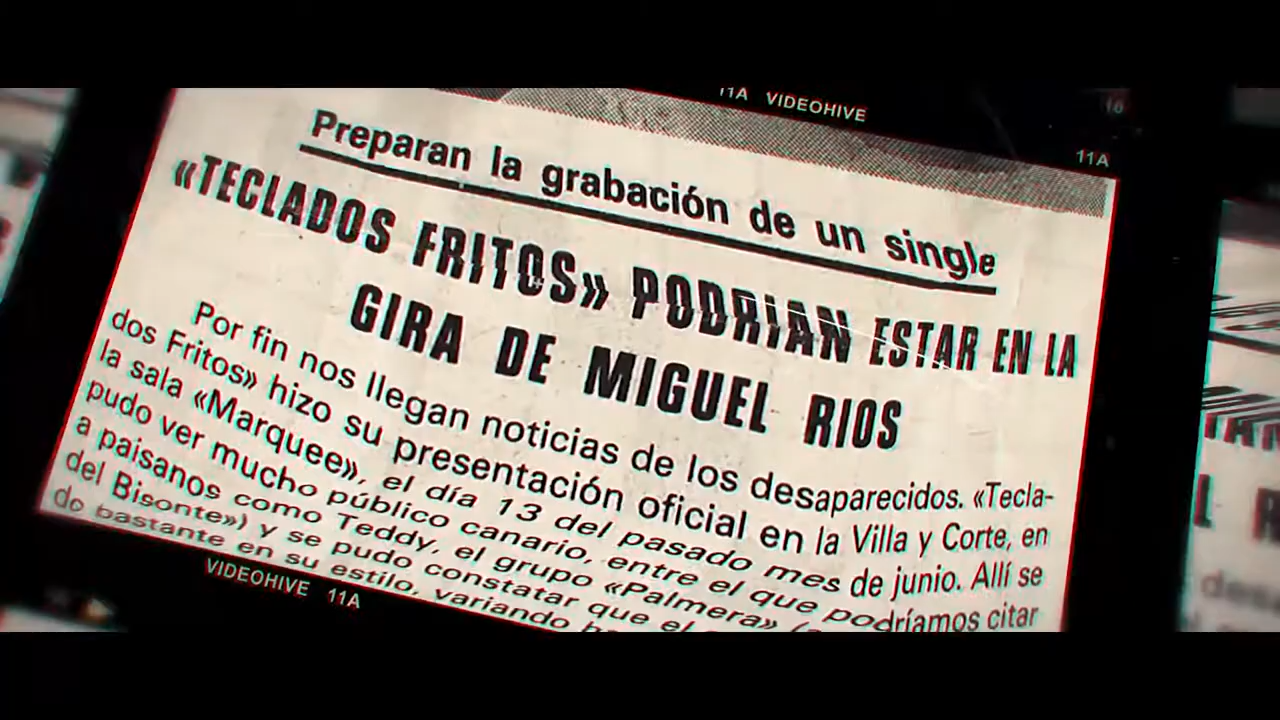 11A VIDEOHIVE
11A
Preparan la grabación de un single
«TECLADOS FRITOS» PODRIAN ESTAR EN LA
GIRA DE MIGUEL RIOS
Por fin nos llegan noticias de los desaparecidos. «Tecla-
dos Fritos» hizo su presentación oficial en la Villa y Corte, en
la sala «Marquee», el día 13 del pasado mes de junio. Allí se
pudo ver mucho público canario, entre el que podríamos citar
a paisanos como Teddy, el grupo «Palmera»
del Bisonte») y se pudo constatar que el
do bastante en su estilo, variando
VIDEOHIVE 11A